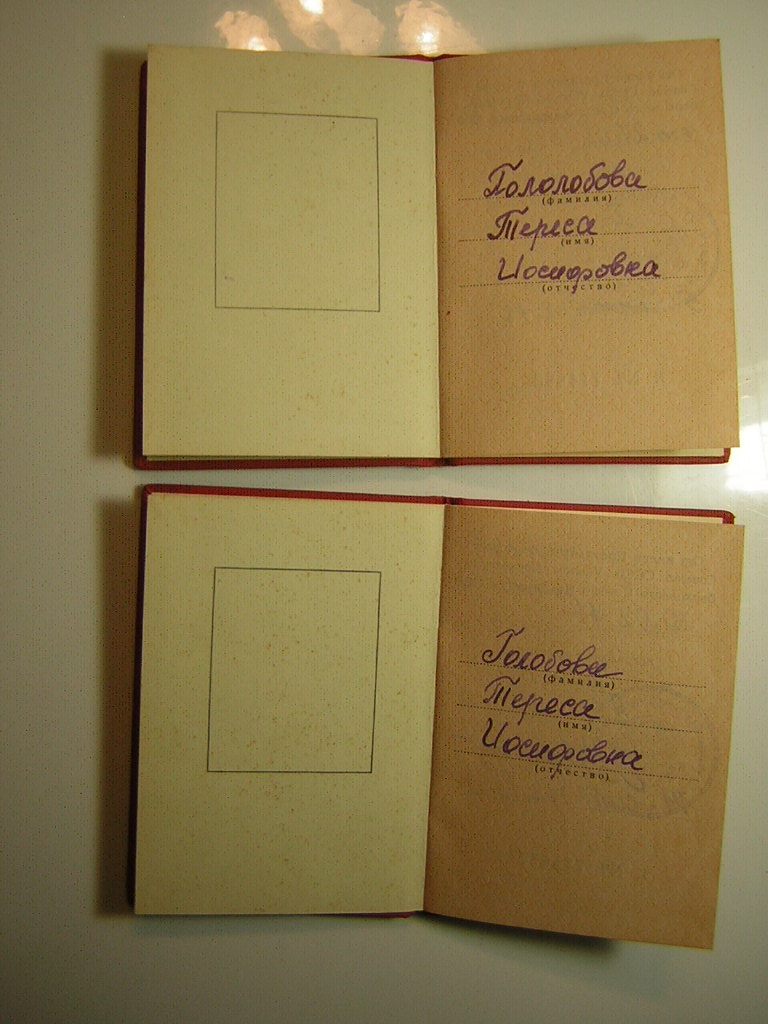 Гололобова
(фамилия)
Тереса
(имя)
Иосифовна
(отчество)
Голобова
(фамилия)
Тереса
(имя)
Иосифовна
(отчество)